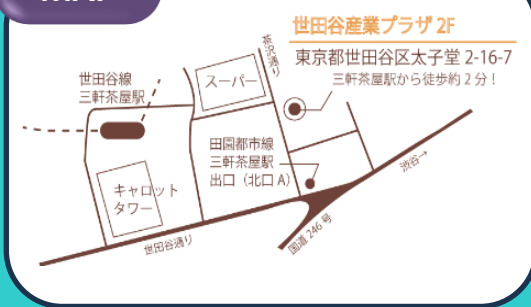 世田谷産業プラザ 2F
東京都世田谷区太子堂 2-16-7
三軒茶屋駅から徒歩約 2 分！
茶沢通り
スーパー
世田谷線
三軒茶屋駅
田園都市線
三軒茶屋駅
出口（北口 A）
キャロット
タワー
渋谷→
世田谷通り
国道 246 号